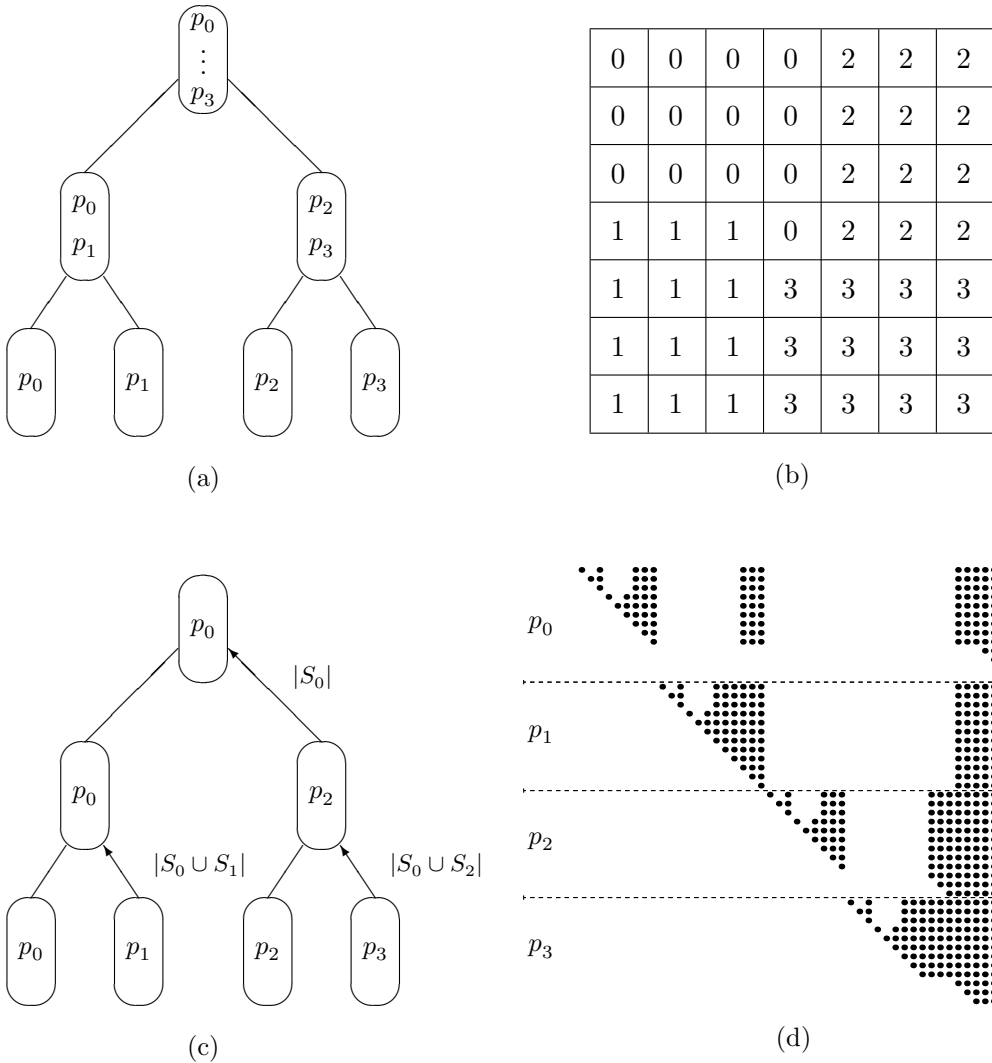 p₀
⋮
p₃
p₀
p₁
p₂
p₃
p₀ p₁ p₂ p₃
(a)
0 0 0 0 2 2 2
0 0 0 0 2 2 2
0 0 0 0 2 2 2
1 1 1 0 2 2 2
1 1 1 3 3 3 3
1 1 1 3 3 3 3
1 1 1 3 3 3 3
(b)
p₀
|S₀|
p₀ p₂
|S₀ ∪ S₁| |S₀ ∪ S₂|
p₀ p₁ p₂ p₃
(c)
p₀
p₁
p₂
p₃
(d)